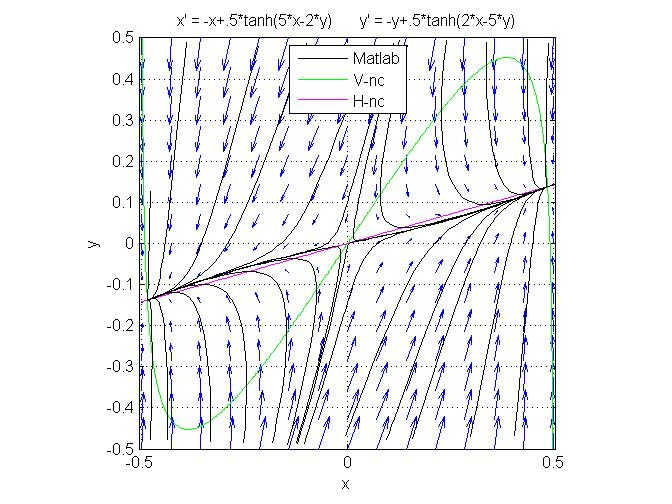 x' = -x+.5*tanh(5*x-2*y) y' = -y+.5*tanh(2*x-5*y)
Matlab
V-nc
H-nc
0.5
0.4
0.3
0.2
0.1
0
-0.1
-0.2
-0.3
-0.4
-0.5
y
-0.5 0 0.5
x